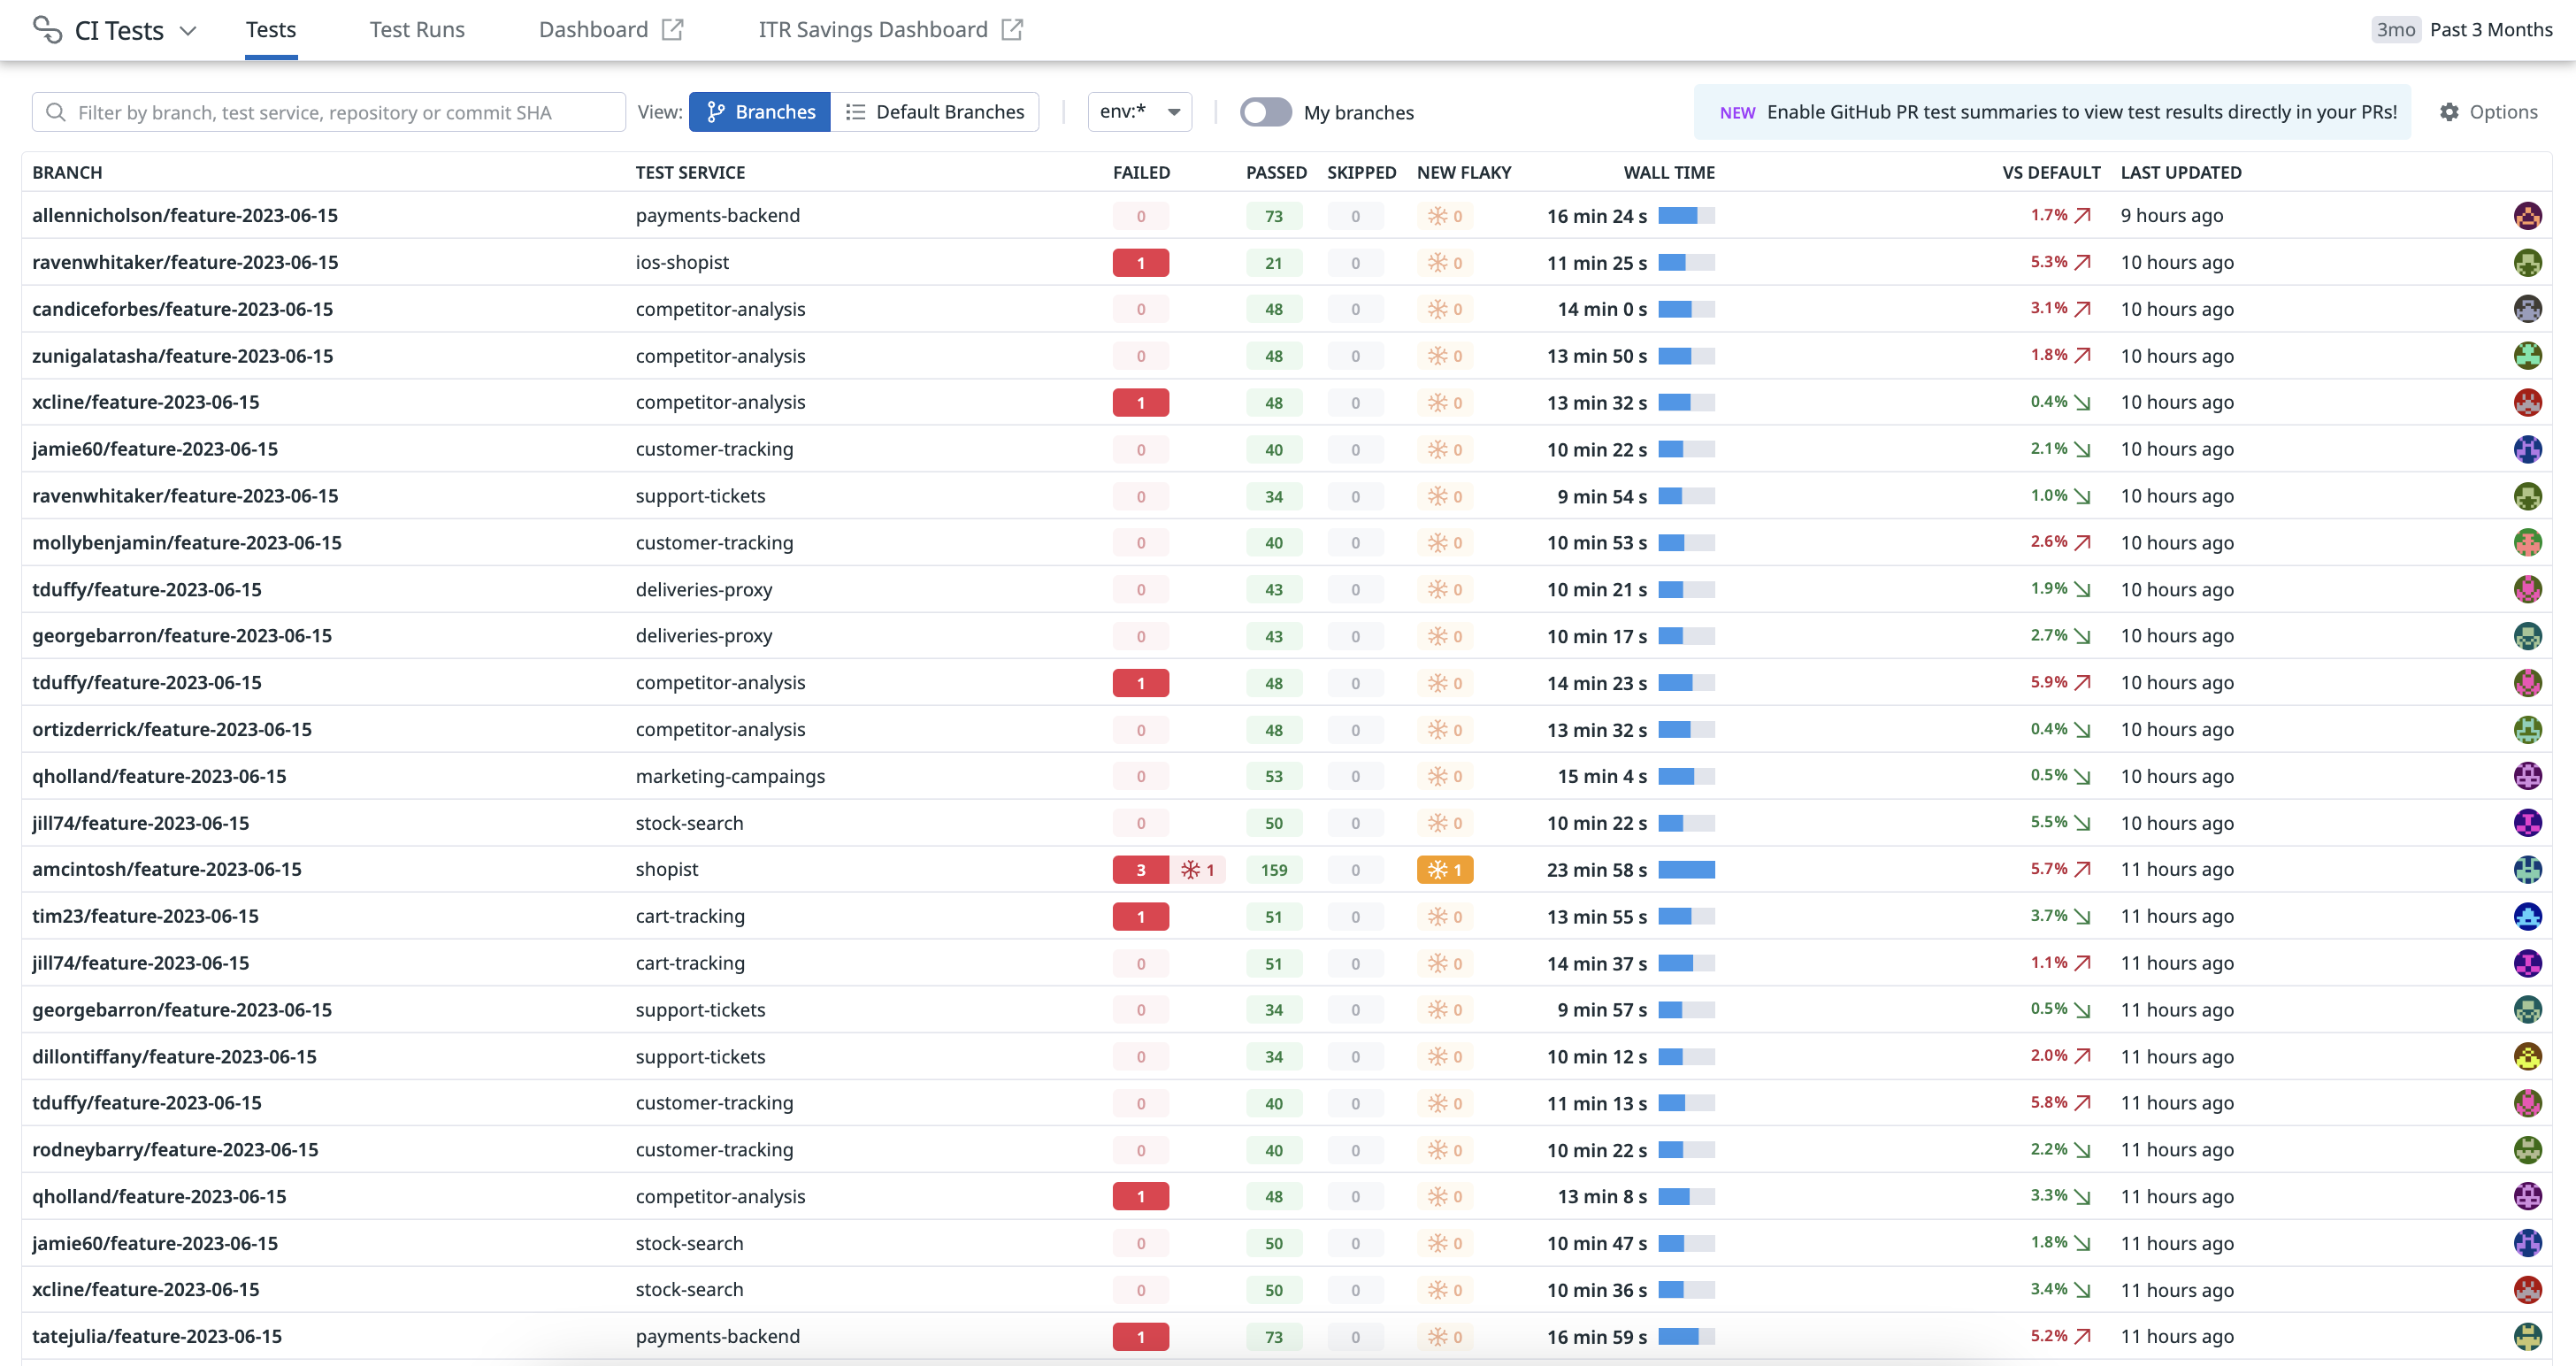 CI Tests Tests Test Runs Dashboard ITR Savings Dashboard 3mo Past 3 Months
Filter by branch, test service, repository or commit SHA View: Branches Default Branches env:* My branches NEW Enable GitHub PR test summaries to view test results directly in your PRs! Options
BRANCH TEST SERVICE FAILED PASSED SKIPPED NEW FLAKY WALL TIME VS DEFAULT LAST UPDATED
allennicholson/feature-2023-06-15 payments-backend 0 73 0 0 16 min 24 s 1.7% 9 hours ago
ravenwhitaker/feature-2023-06-15 ios-shopist 1 21 0 0 11 min 25 s 5.3% 10 hours ago
candiceforbes/feature-2023-06-15 competitor-analysis 0 48 0 0 14 min 0 s 3.1% 10 hours ago
zunigalatasha/feature-2023-06-15 competitor-analysis 0 48 0 0 13 min 50 s 1.8% 10 hours ago
xcline/feature-2023-06-15 competitor-analysis 1 48 0 0 13 min 32 s 0.4% 10 hours ago
jamie60/feature-2023-06-15 customer-tracking 0 40 0 0 10 min 22 s 2.1% 10 hours ago
ravenwhitaker/feature-2023-06-15 support-tickets 0 34 0 0 9 min 54 s 1.0% 10 hours ago
mollybenjamin/feature-2023-06-15 customer-tracking 0 40 0 0 10 min 53 s 2.6% 10 hours ago
tduffy/feature-2023-06-15 deliveries-proxy 0 43 0 0 10 min 21 s 1.9% 10 hours ago
georgebarron/feature-2023-06-15 deliveries-proxy 0 43 0 0 10 min 17 s 2.7% 10 hours ago
tduffy/feature-2023-06-15 competitor-analysis 1 48 0 0 14 min 23 s 5.9% 10 hours ago
ortizderrick/feature-2023-06-15 competitor-analysis 0 48 0 0 13 min 32 s 0.4% 10 hours ago
qholland/feature-2023-06-15 marketing-campaings 0 53 0 0 15 min 4 s 0.5% 10 hours ago
jill74/feature-2023-06-15 stock-search 0 50 0 0 10 min 22 s 5.5% 10 hours ago
amcintosh/feature-2023-06-15 shopist 3 1 159 0 1 23 min 58 s 5.7% 11 hours ago
tim23/feature-2023-06-15 cart-tracking 1 51 0 0 13 min 55 s 3.7% 11 hours ago
jill74/feature-2023-06-15 cart-tracking 0 51 0 0 14 min 37 s 1.1% 11 hours ago
georgebarron/feature-2023-06-15 support-tickets 0 34 0 0 9 min 57 s 0.5% 11 hours ago
dillontiffany/feature-2023-06-15 support-tickets 0 34 0 0 10 min 12 s 2.0% 11 hours ago
tduffy/feature-2023-06-15 customer-tracking 0 40 0 0 11 min 13 s 5.8% 11 hours ago
rodneybarry/feature-2023-06-15 customer-tracking 0 40 0 0 10 min 22 s 2.2% 11 hours ago
qholland/feature-2023-06-15 competitor-analysis 1 48 0 0 13 min 8 s 3.3% 11 hours ago
jamie60/feature-2023-06-15 stock-search 0 50 0 0 10 min 47 s 1.8% 11 hours ago
xcline/feature-2023-06-15 stock-search 0 50 0 0 10 min 36 s 3.4% 11 hours ago
tatejulia/feature-2023-06-15 payments-backend 1 73 0 0 16 min 59 s 5.2% 11 hours ago